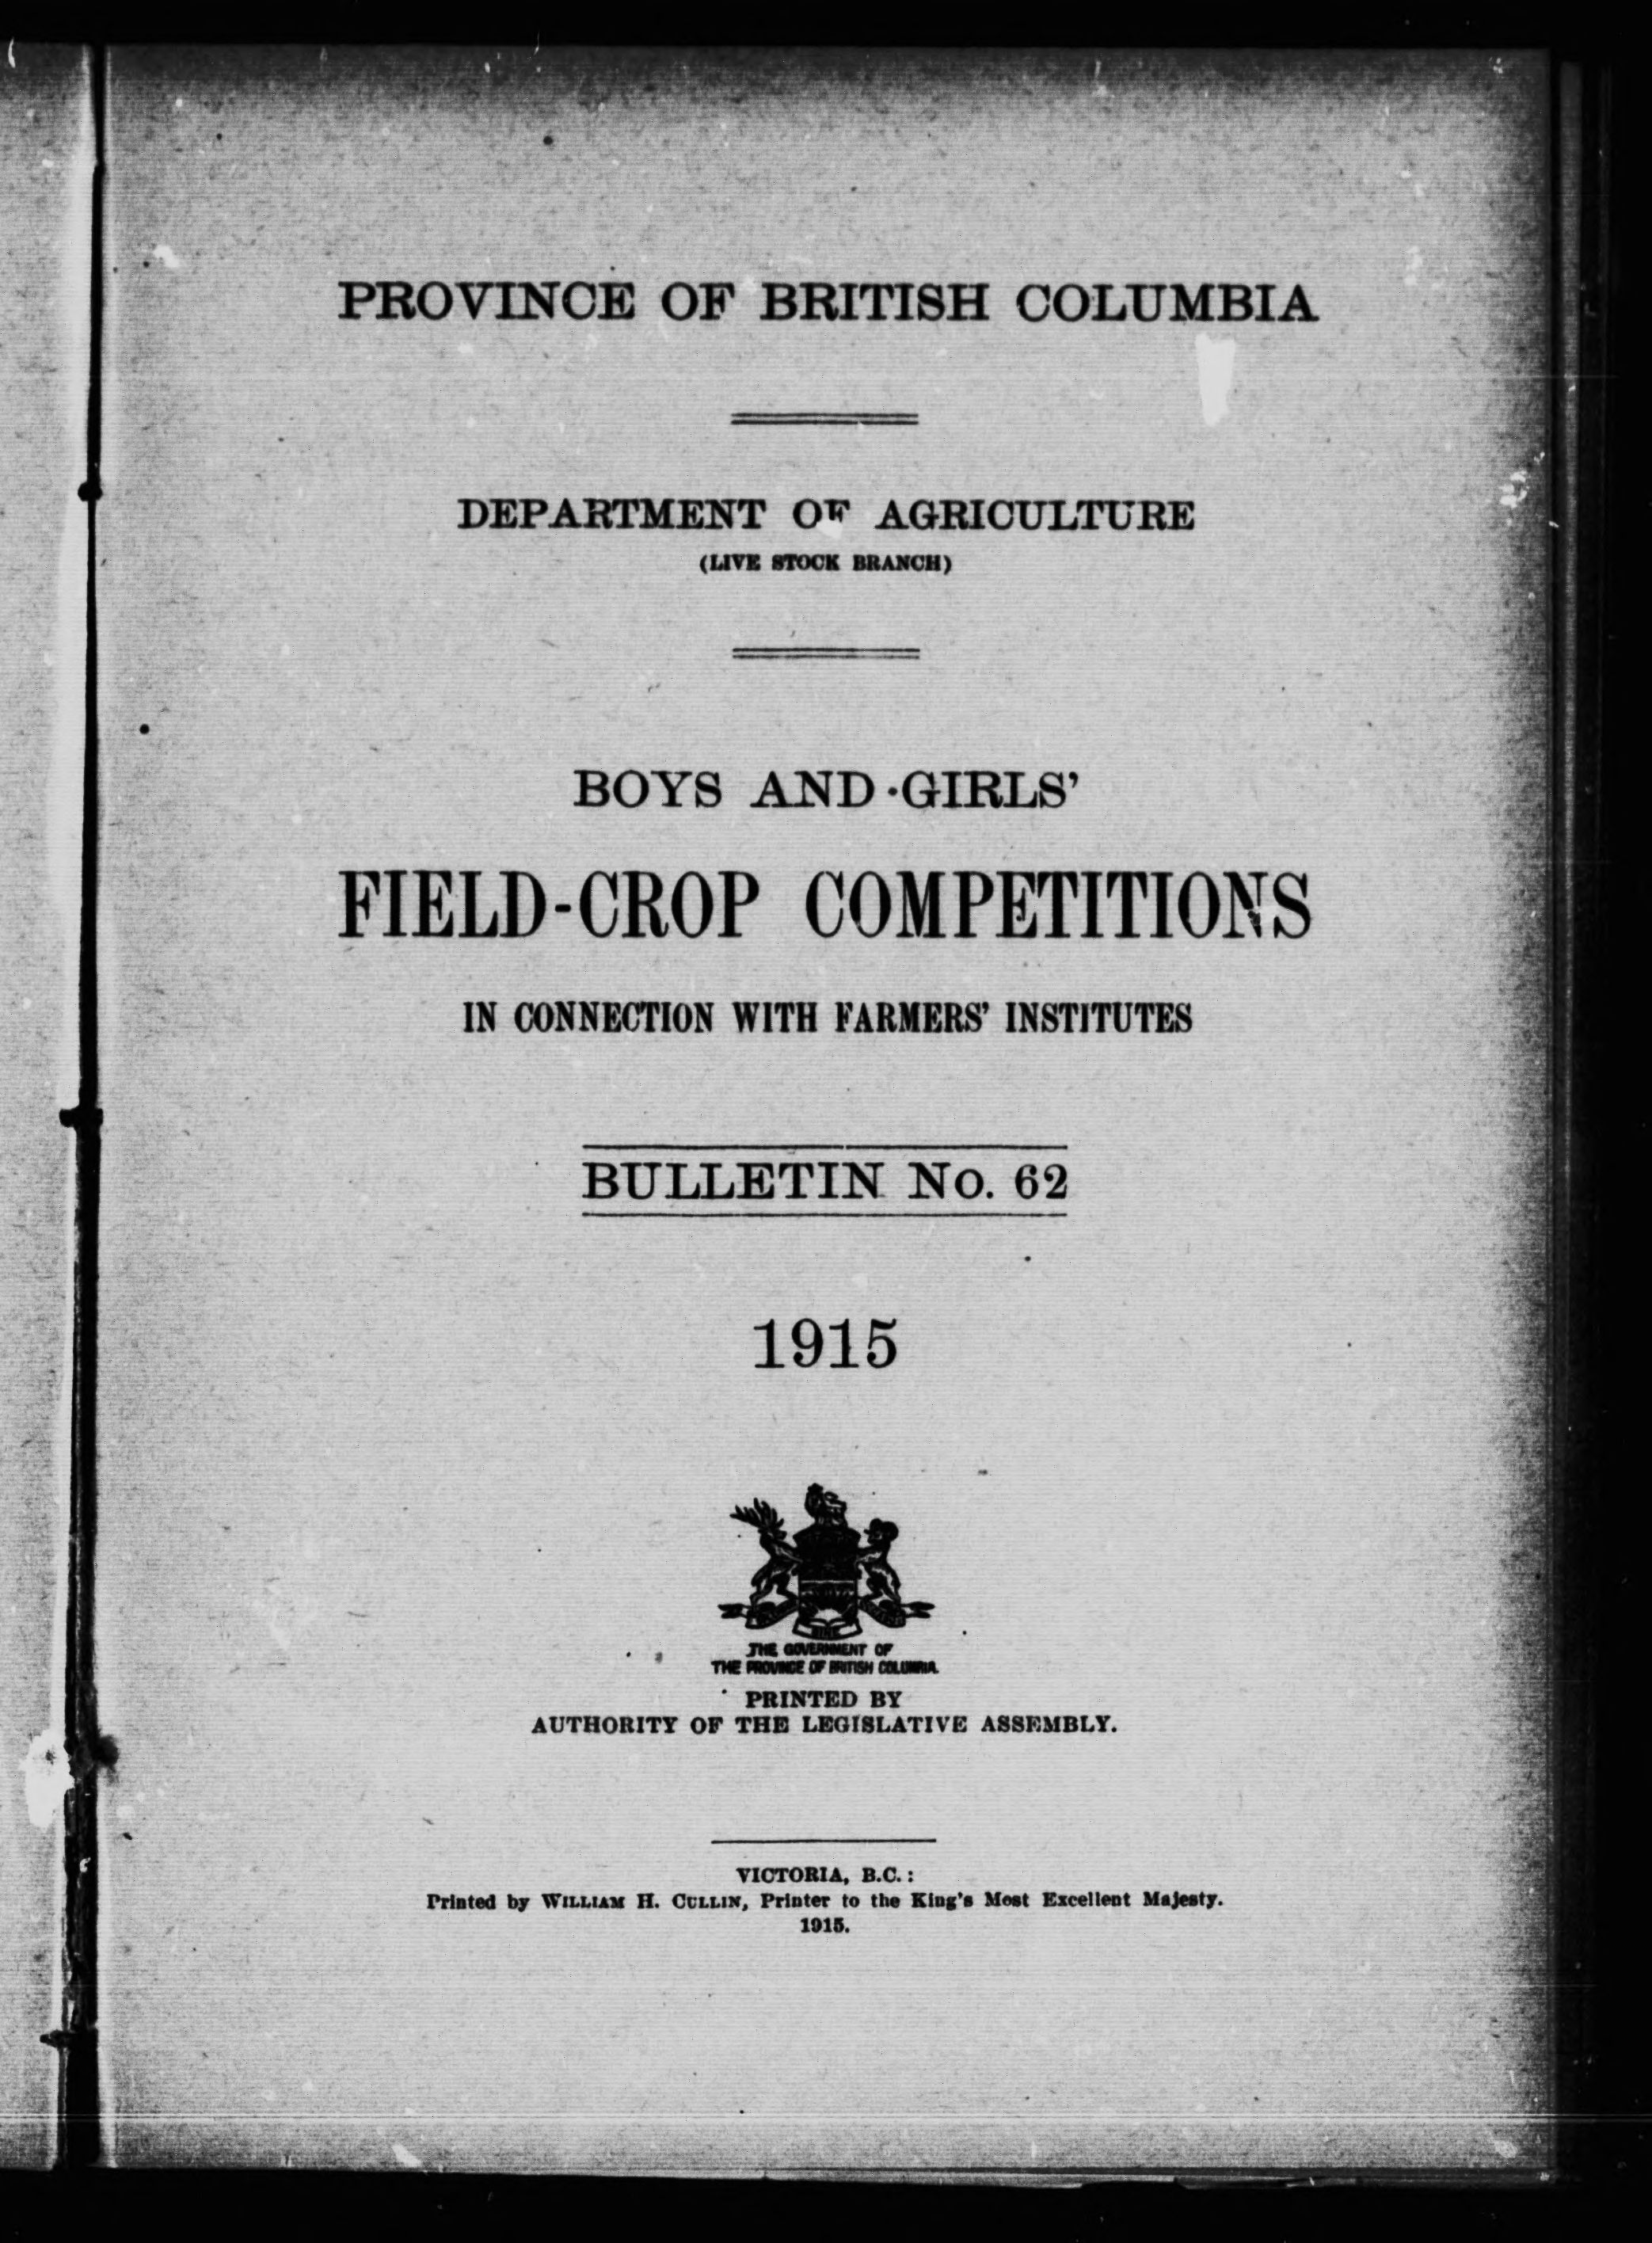 PROVINCE OF BRITISH COLUMBIA
DEPARTMENT OF AGRICULTURE
(LIVE STOCK BRANCH)
BOYS AND GIRLS'
FIELD-CROP COMPETITIONS
IN CONNECTION WITH FARMERS' INSTITUTES
BULLETIN No. 62
1915
THE GOVERNMENT OF
THE PROVINCE OF BRITISH COLUMBIA.
PRINTED BY
AUTHORITY OF THE LEGISLATIVE ASSEMBLY.
VICTORIA, B.C.:
Printed by WILLIAM H. CULLIN, Printer to the King's Most Excellent Majesty.
1915.